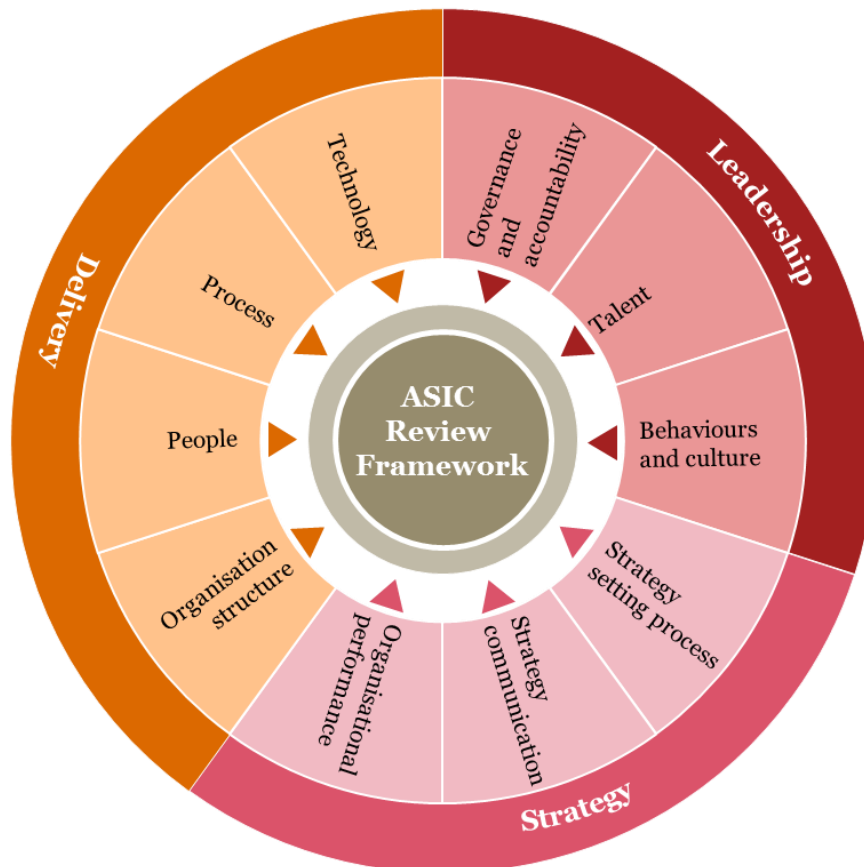 ASIC
Review
Framework
Leadership
Governance
and
accountability
Talent
Behaviours
and culture
Strategy
Strategy
setting process
Strategy
communication
Organisational
performance
Delivery
Organisation
structure
People
Process
Technology